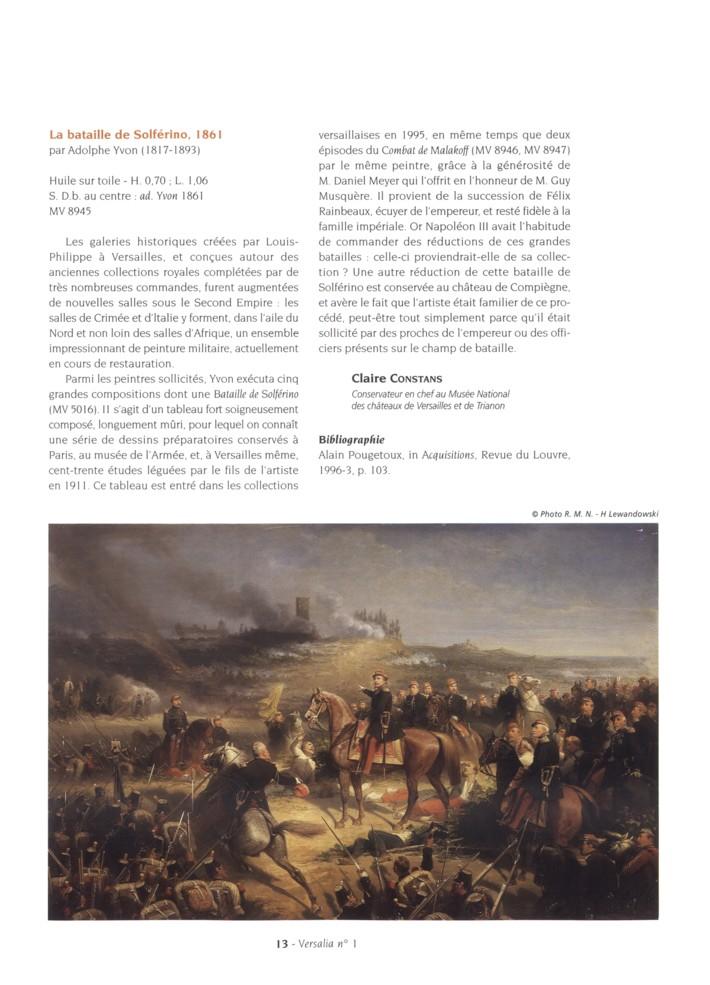 La bataille de Solférino, 1861
par Adolphe Yvon (1817-1893)
Huile sur toile - H. 0,70 ; L. 1,06
S. D.b. au centre : ad. Yvon 1861
MV 8945
Les galeries historiques créées par Louis-
Philippe à Versailles, et conçues autour des
anciennes collections royales complétées par de
très nombreuses commandes, furent augmentées
de nouvelles salles sous le Second Empire : les
salles de Crimée et d'Italie y forment, dans l'aile du
Nord et non loin des salles d'Afrique, un ensemble
impressionnant de peinture militaire, actuellement
en cours de restauration.
Parmi les peintres sollicités, Yvon exécuta cinq
grandes compositions dont une Bataille de Solférino
(MV 5016). Il s'agit d'un tableau fort soigneusement
composé, longuement mûri, pour lequel on connaît
une série de dessins préparatoires conservés à
Paris, au musée de l'Armée, et, à Versailles même,
cent-trente études léguées par le fils de l'artiste
en 1911. Ce tableau est entré dans les collections
versaillaises en 1995, en même temps que deux
épisodes du Combat de Malakoff (MV 8946, MV 8947)
par le même peintre, grâce à la générosité de
M. Daniel Meyer qui l'offrit en l'honneur de M. Guy
Musquère. Il provient de la succession de Félix
Rainbeaux, écuyer de l'empereur, et resté fidèle à la
famille impériale. Or Napoléon III avait l'habitude
de commander des réductions de ces grandes
batailles : celle-ci proviendrait-elle de sa collec-
tion ? Une autre réduction de cette bataille de
Solférino est conservée au château de Compiègne,
et avère le fait que l'artiste était familier de ce pro-
cédé, peut-être tout simplement parce qu'il était
sollicité par des proches de l'empereur ou des offi-
ciers présents sur le champ de bataille.
Claire CONSTANS
Conservateur en chef au Musée National
des châteaux de Versailles et de Trianon
Bibliographie
Alain Pougetoux, in Acquisitions, Revue du Louvre,
1996-3, p. 103.
© Photo R. M. N. - H Lewandowski
13 - Versalia n° 1